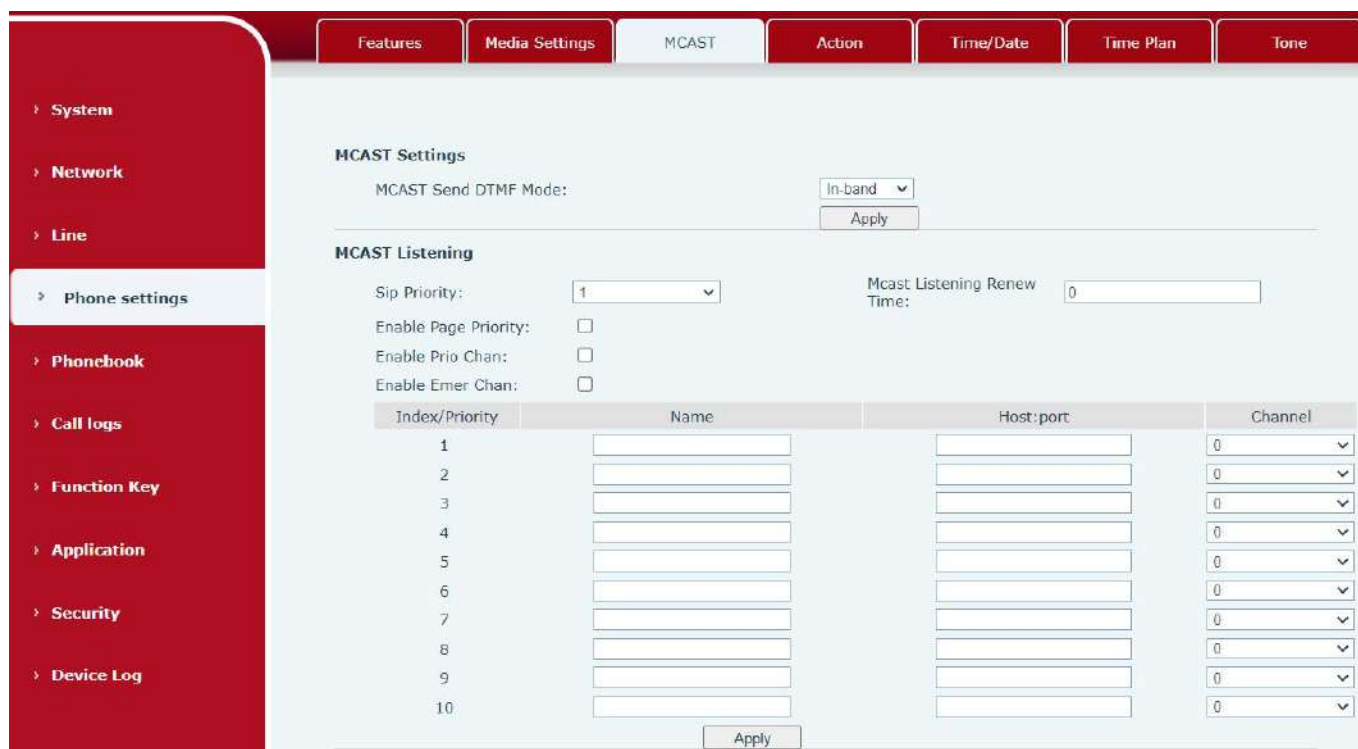 Features Media Settings MCAST Action Time/Date Time Plan Tone
System
Network
Line
Phone settings
Phonebook
Call logs
Function Key
Application
Security
Device Log
MCAST Settings
MCAST Send DTMF Mode: In-band
Apply
MCAST Listening
Sip Priority: 1 Mcast Listening Renew
Time: 0
Enable Page Priority:
Enable Prio Chan:
Enable Emer Chan:
Index/Priority Name Host:port Channel
1 0
2 0
3 0
4 0
5 0
6 0
7 0
8 0
9 0
10 0
Apply